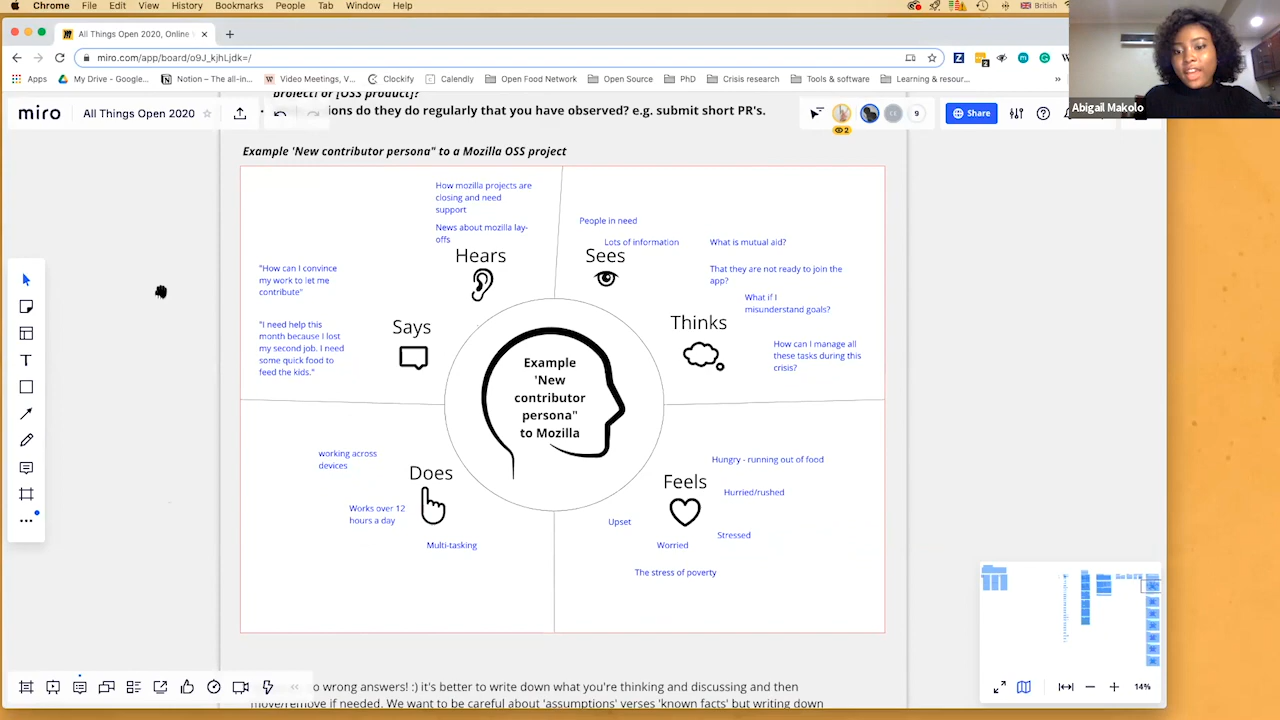 Chrome File Edit View History Bookmarks People Tab Window Help
British
All Things Open 2020, Online
miro.com/app/board/o9J_kjhLjdk=/
Apps My Drive - Google... Notion – The all-in... Video Meetings, V... Clockify Calendly Open Food Network Open Source PhD Crisis research Tools & software Learning & resour...
Abigail Makolo
miro All Things Open 2020
9
Share
2
project? or [OSS product]?
ions do they do regularly that you have observed? e.g. submit short PR's.
Example 'New contributor persona" to a Mozilla OSS project
How mozilla projects are
closing and need
support
News about mozilla lay-
offs
Hears
People in need
Lots of information
Sees
What is mutual aid?
That they are not ready to join the
app?
What if I
misunderstand goals?
Thinks
How can I manage all
these tasks during this
crisis?
"How can I convince
my work to let me
contribute"
"I need help this
month because I lost
my second job. I need
some quick food to
feed the kids."
Says
Example
'New
contributor
persona"
to Mozilla
working across
devices
Does
Works over 12
hours a day
Multi-tasking
Hungry - running out of food
Feels
Hurried/rushed
Upset
Stressed
Worried
The stress of poverty
o wrong answers! :) it's better to write down what you're thinking and discussing and then
move/remove if needed. We want to be careful about 'assumptions' verses 'known facts' but writing down
14%